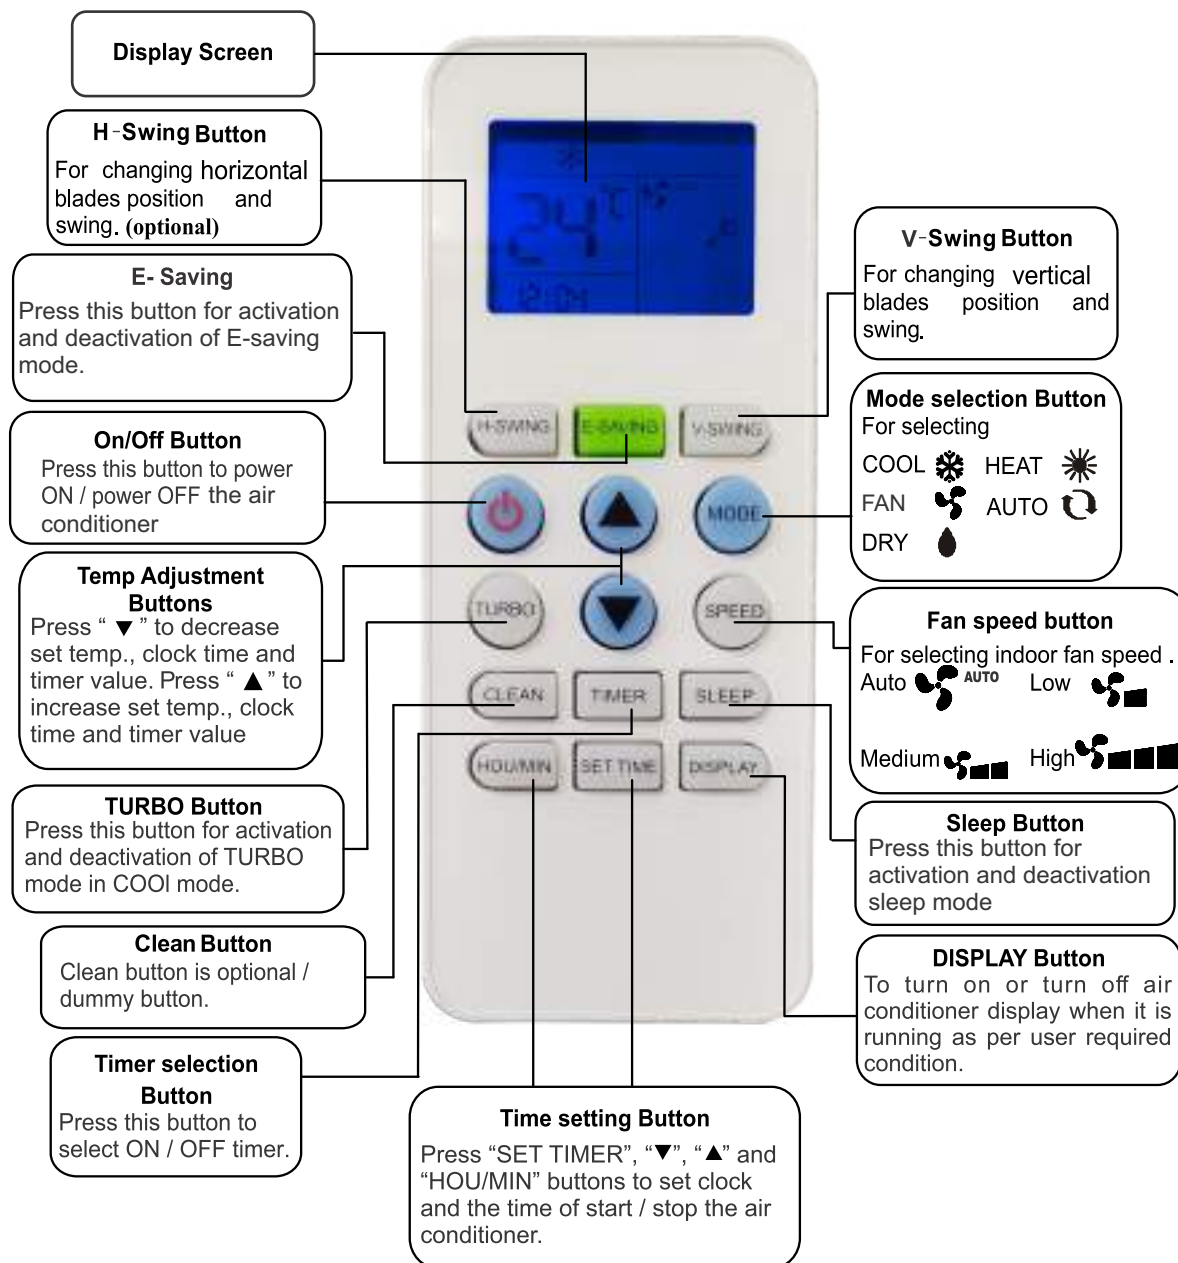 Display Screen
H-Swing Button
For changing horizontal
blades position and
swing. (optional)
E- Saving
Press this button for activation
and deactivation of E-saving
mode.
On/Off Button
Press this button to power
ON / power OFF the air
conditioner
Temp Adjustment
Buttons
Press “ ▼ ” to decrease
set temp., clock time and
timer value. Press “ ▲ ” to
increase set temp., clock
time and timer value
TURBO Button
Press this button for activation
and deactivation of TURBO
mode in COOl mode.
Clean Button
Clean button is optional /
dummy button.
Timer selection
Button
Press this button to
select ON / OFF timer.
24°C
12:04
H-SWING E-SAVING V-SWING
MODE
TURBO SPEED
CLEAN TIMER SLEEP
HOU/MIN SET TIME DISPLAY
Time setting Button
Press “SET TIMER”, “▼”, “▲” and
“HOU/MIN” buttons to set clock
and the time of start / stop the air
conditioner.
V-Swing Button
For changing vertical
blades position and
swing.
Mode selection Button
For selecting
COOL HEAT
FAN AUTO
DRY
Fan speed button
For selecting indoor fan speed .
Auto AUTO Low
Medium High
Sleep Button
Press this button for
activation and deactivation
sleep mode
DISPLAY Button
To turn on or turn off air
conditioner display when it is
running as per user required
condition.